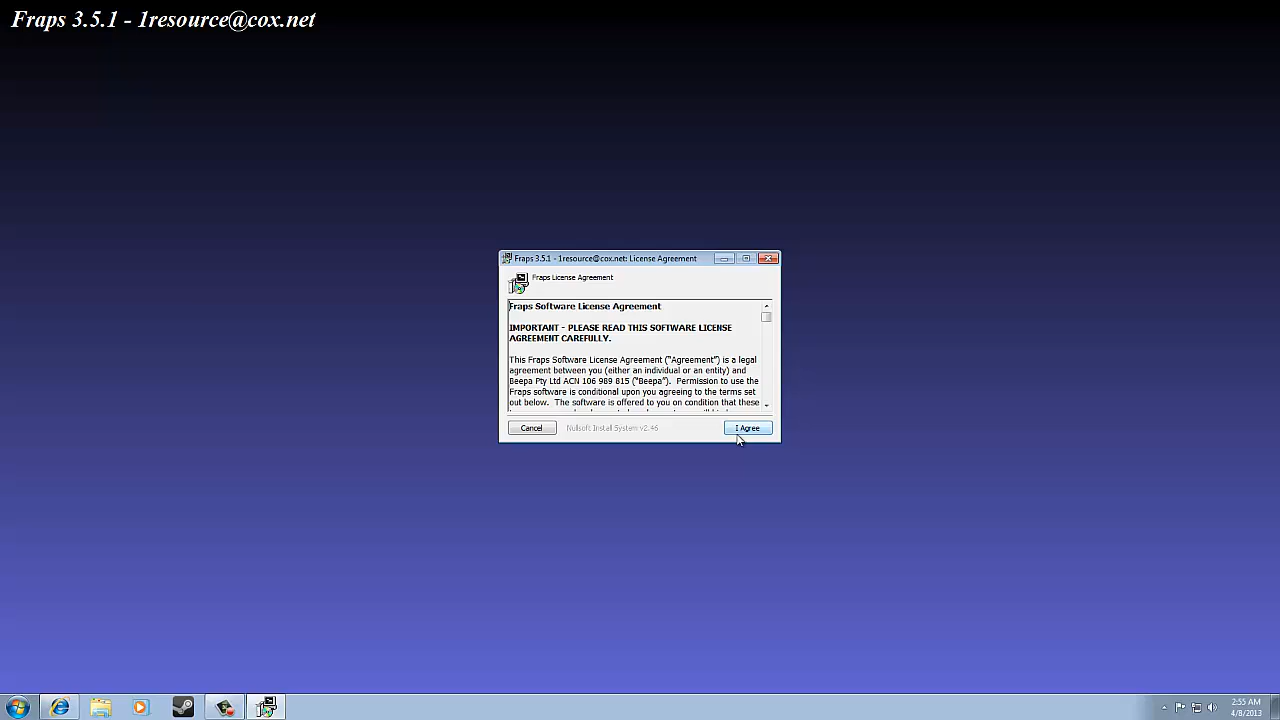 Fraps 3.5.1 - 1resource@cox.net
Fraps 3.5.1 - 1resource@cox.net: License Agreement
Fraps License Agreement
Fraps Software License Agreement
IMPORTANT - PLEASE READ THIS SOFTWARE LICENSE
AGREEMENT CAREFULLY.
This Fraps Software License Agreement ("Agreement") is a legal
agreement between you (either an individual or an entity) and
Beepa Pty Ltd ACN 106 989 815 ("Beepa"). Permission to use the
Fraps software is conditional upon you agreeing to the terms set
out below. The software is offered to you on condition that these
Cancel
Nullsoft Install System v2.46
I Agree
2:55 AM
4/8/2013